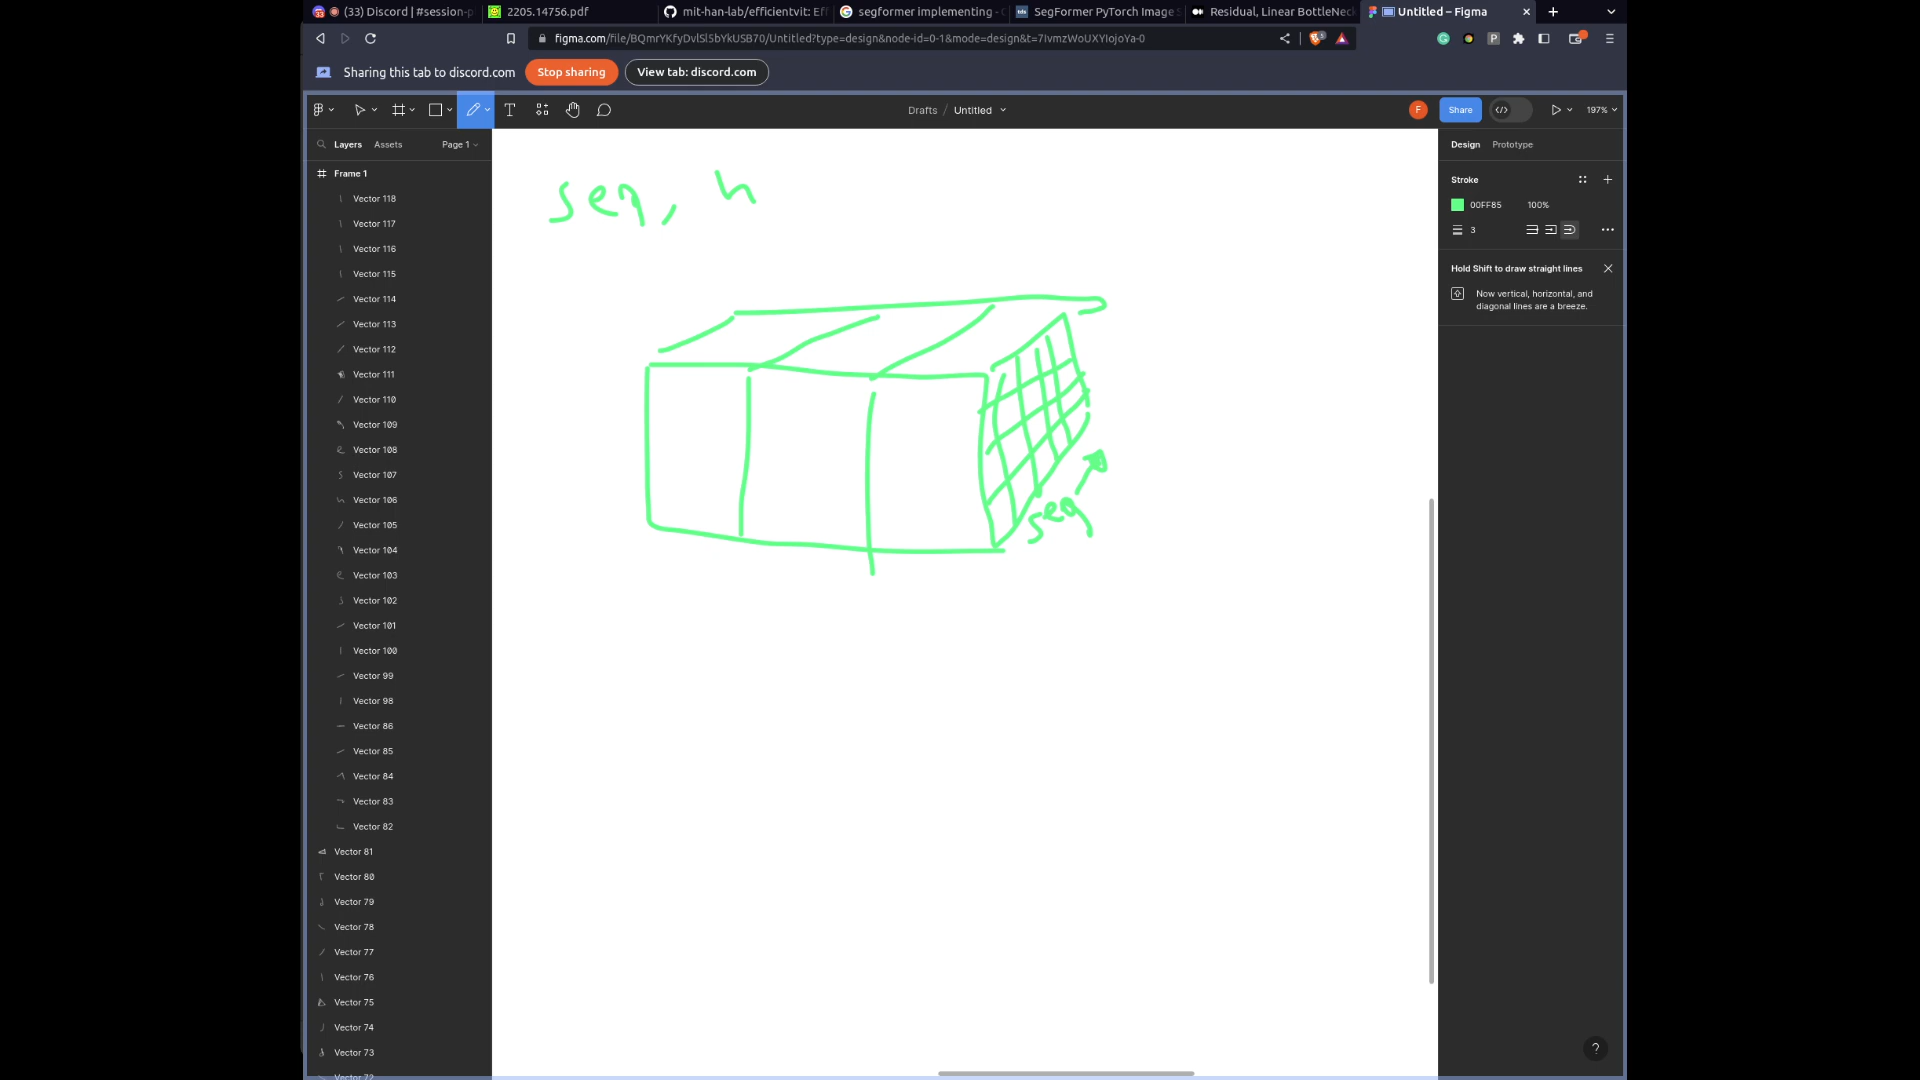 (33) Discord | #session-p
2205.14756.pdf
mit-han-lab/efficientvit: Eff
segformer implementing - G
SegFormer PyTorch Image S
Residual, Linear BottleNeck
Untitled – Figma
figma.com/file/BQmrYKfyDvlSl5bYkUSB70/Untitled?type=design&node-id=0-1&mode=design&t=7IvmzWoUXYIojoYa-0
Sharing this tab to discord.com
Stop sharing
View tab: discord.com
Drafts / Untitled
F
Share
197%
Layers
Assets
Page 1
Design
Prototype
Frame 1
Vector 118
Vector 117
Vector 116
Vector 115
Vector 114
Vector 113
Vector 112
Vector 111
Vector 110
Vector 109
Vector 108
Vector 107
Vector 106
Vector 105
Vector 104
Vector 103
Vector 102
Vector 101
Vector 100
Vector 99
Vector 98
Vector 86
Vector 85
Vector 84
Vector 83
Vector 82
Vector 81
Vector 80
Vector 79
Vector 78
Vector 77
Vector 76
Vector 75
Vector 74
Vector 73
Vector 72
seq, h
seq
Stroke
00FF85 100%
3
Hold Shift to draw straight lines
Now vertical, horizontal, and
diagonal lines are a breeze.
?